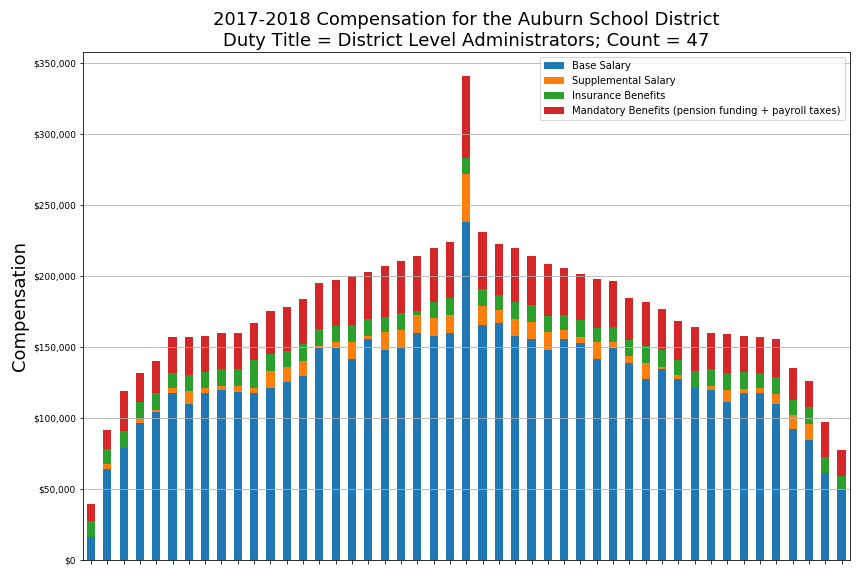 2017-2018 Compensation for the Auburn School District
Duty Title = District Level Administrators; Count = 47
Base Salary
Supplemental Salary
Insurance Benefits
Mandatory Benefits (pension funding + payroll taxes)
Compensation
$350,000
$300,000
$250,000
$200,000
$150,000
$100,000
$50,000
$0